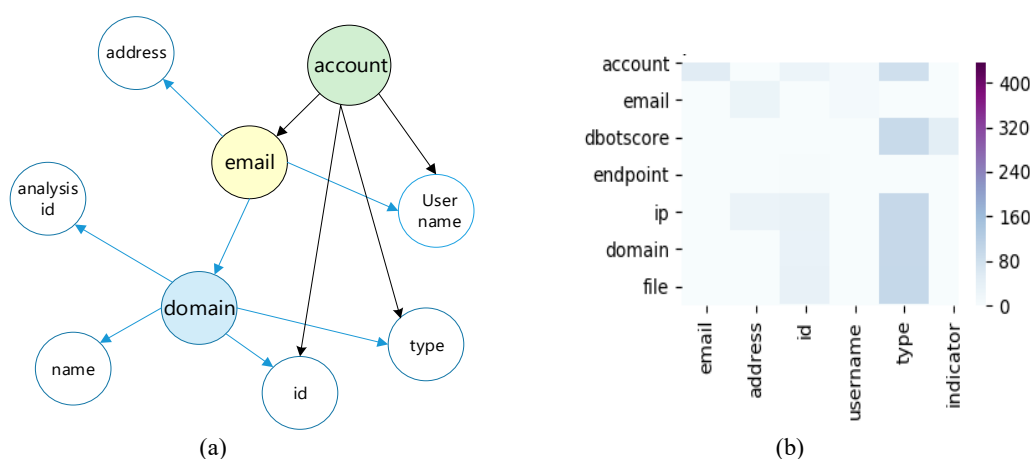 address
account
email
analysis
id
User
name
domain
name
id
type
(a)
account
email
dbotscore
endpoint
ip
domain
file
email
address
id
username
type
indicator
400
320
240
160
80
0
(b)